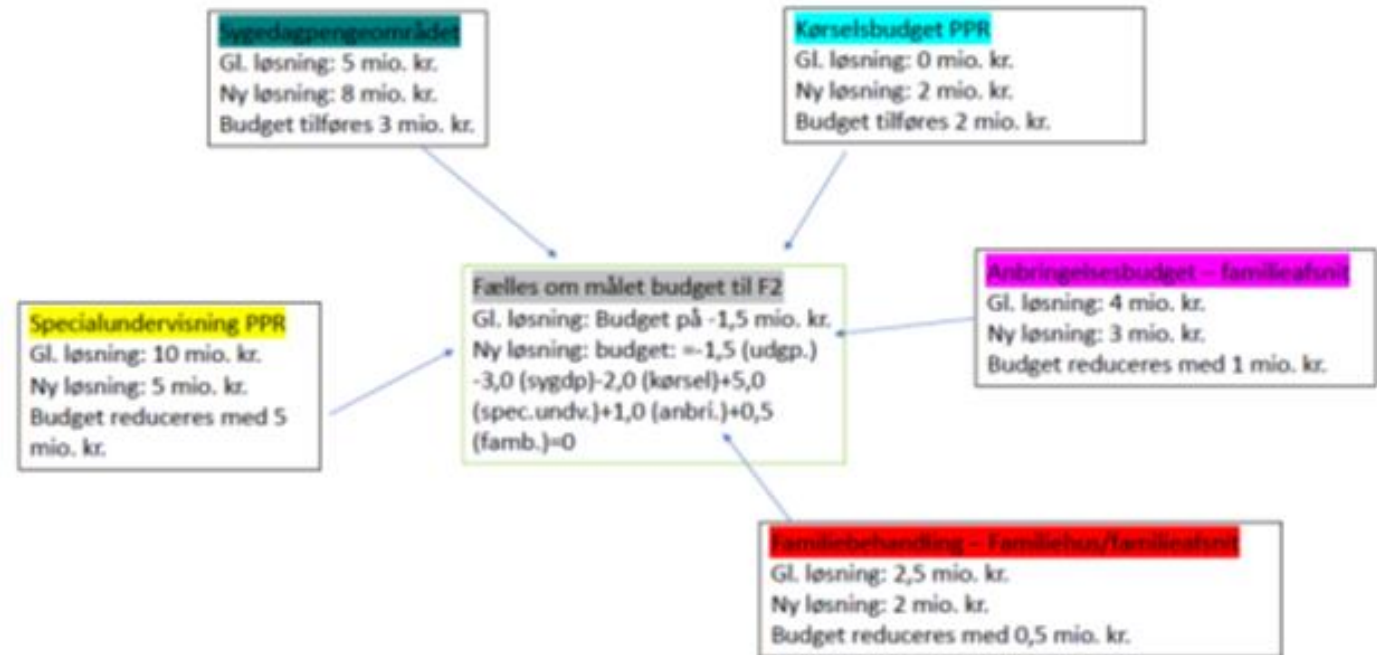 Sygedagpengeområdet
Gl. løsning: 5 mio. kr.
Ny løsning: 8 mio. kr.
Budget tilføres 3 mio. kr.
Kørselsbudget PPR
Gl. løsning: 0 mio. kr.
Ny løsning: 2 mio. kr.
Budget tilføres 2 mio. kr.
Specialundervisning PPR
Gl. løsning: 10 mio. kr.
Ny løsning: 5 mio. kr.
Budget reduceres med 5
mio. kr.
Fælles om målet budget til F2
Gl. løsning: Budget på -1,5 mio. kr.
Ny løsning: budget: =-1,5 (udgp.)
-3,0 (sygdp)-2,0 (kørsel)+5,0
(spec.undv.)+1,0 (anbri.)+0,5
(famb.)=0
Anbringelsesbudget – familieafsnit
Gl. løsning: 4 mio. kr.
Ny løsning: 3 mio. kr.
Budget reduceres med 1 mio. kr.
Familiebehandling – Familiehus/familieafsnit
Gl. løsning: 2,5 mio. kr.
Ny løsning: 2 mio. kr.
Budget reduceres med 0,5 mio. kr.